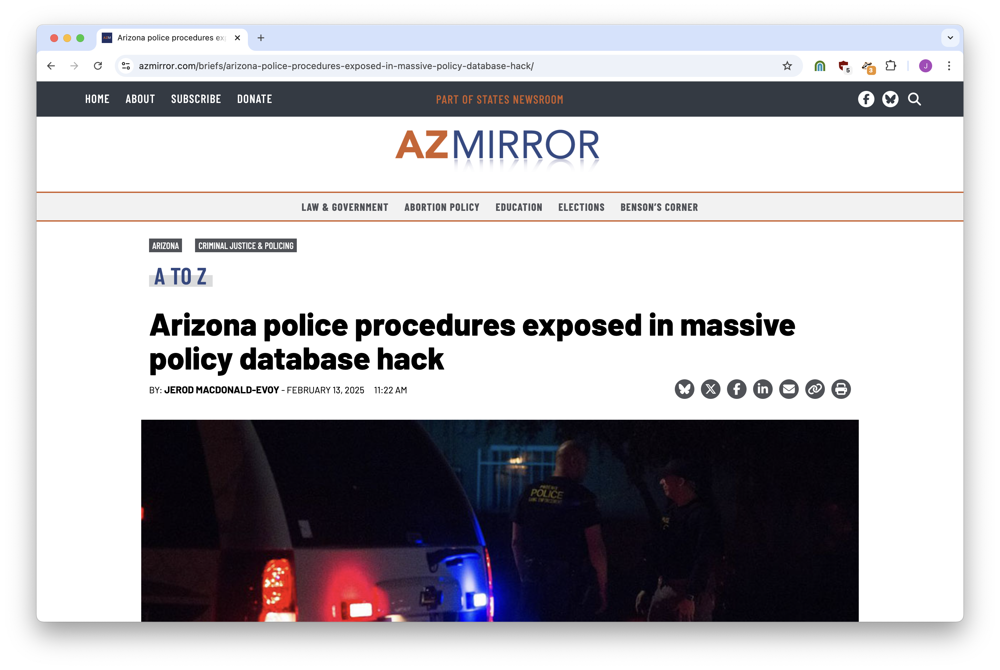 AZM Arizona police procedures exp
azmirror.com/briefs/arizona-police-procedures-exposed-in-massive-policy-database-hack/
5
3
J
HOME ABOUT SUBSCRIBE DONATE
PART OF STATES NEWSROOM
AZMIRROR
LAW & GOVERNMENT ABORTION POLICY EDUCATION ELECTIONS BENSON’S CORNER
ARIZONA CRIMINAL JUSTICE & POLICING
A TO Z
Arizona police procedures exposed in massive
policy database hack
BY: JEROD MACDONALD-EVOY - FEBRUARY 13, 2025 11:22 AM
POLICE